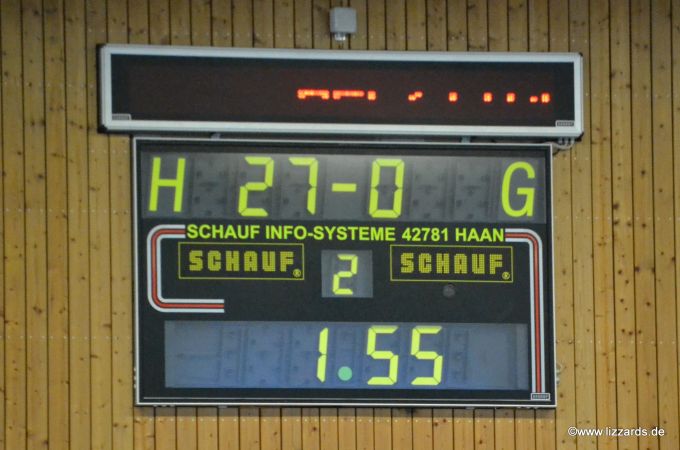 H 27-0 G
SCHAUF INFO-SYSTEME 42781 HAAN
SCHAUF® 2 SCHAUF®
1.55
©www.lizzards.de